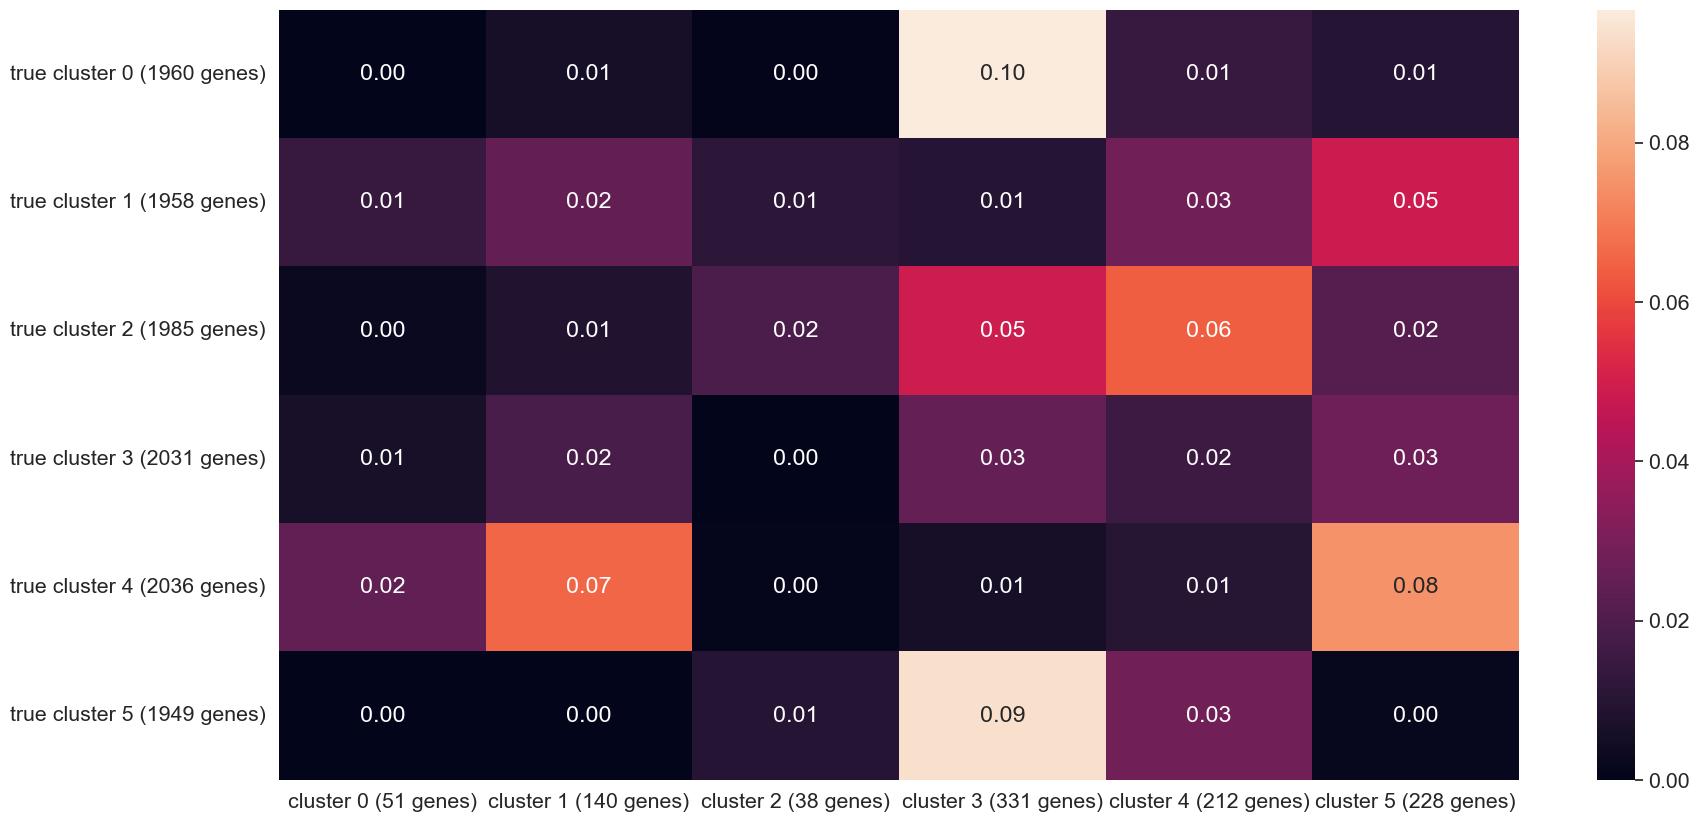 true cluster 0 (1960 genes) 0.00 0.01 0.00 0.10 0.01 0.01
0.08
true cluster 1 (1958 genes) 0.01 0.02 0.01 0.01 0.03 0.05
0.06
true cluster 2 (1985 genes) 0.00 0.01 0.02 0.05 0.06 0.02
true cluster 3 (2031 genes) 0.01 0.02 0.00 0.03 0.02 0.03
0.04
true cluster 4 (2036 genes) 0.02 0.07 0.00 0.01 0.01 0.08
0.02
true cluster 5 (1949 genes) 0.00 0.00 0.01 0.09 0.03 0.00
0.00
cluster 0 (51 genes) cluster 1 (140 genes) cluster 2 (38 genes) cluster 3 (331 genes) cluster 4 (212 genes) cluster 5 (228 genes)